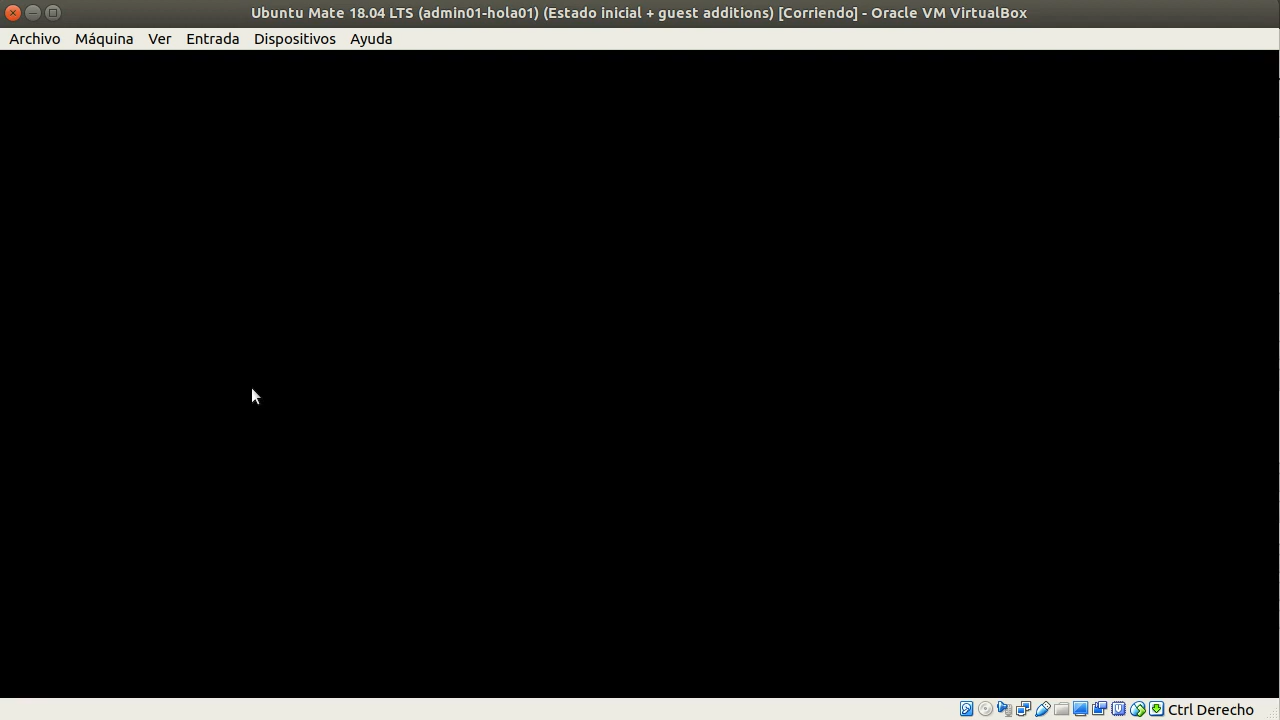 Ubuntu Mate 18.04 LTS (admin01-hola01) (Estado inicial + guest additions) [Corriendo] - Oracle VM VirtualBox
Archivo Máquina Ver Entrada Dispositivos Ayuda
Ctrl Derecho